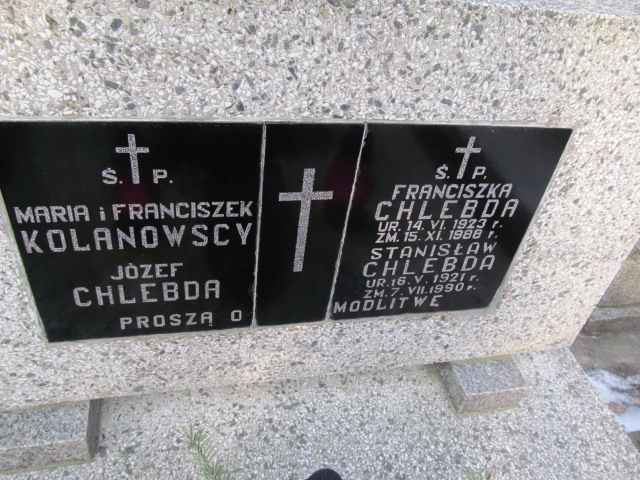 Ś. P.
MARIA i FRANCISZEK
KOLANOWSCY
JÓZEF
CHLEBDA
PROSZĄ O
Ś. P.
FRANCISZKA
CHLEBDA
UR. 14. VI. 1923 r.
ZM. 15. XI. 1988 r.
STANISŁAW
CHLEBDA
UR. 16. V. 1921 r.
ZM. 7. VII. 1990 r.
MODLITWĘ